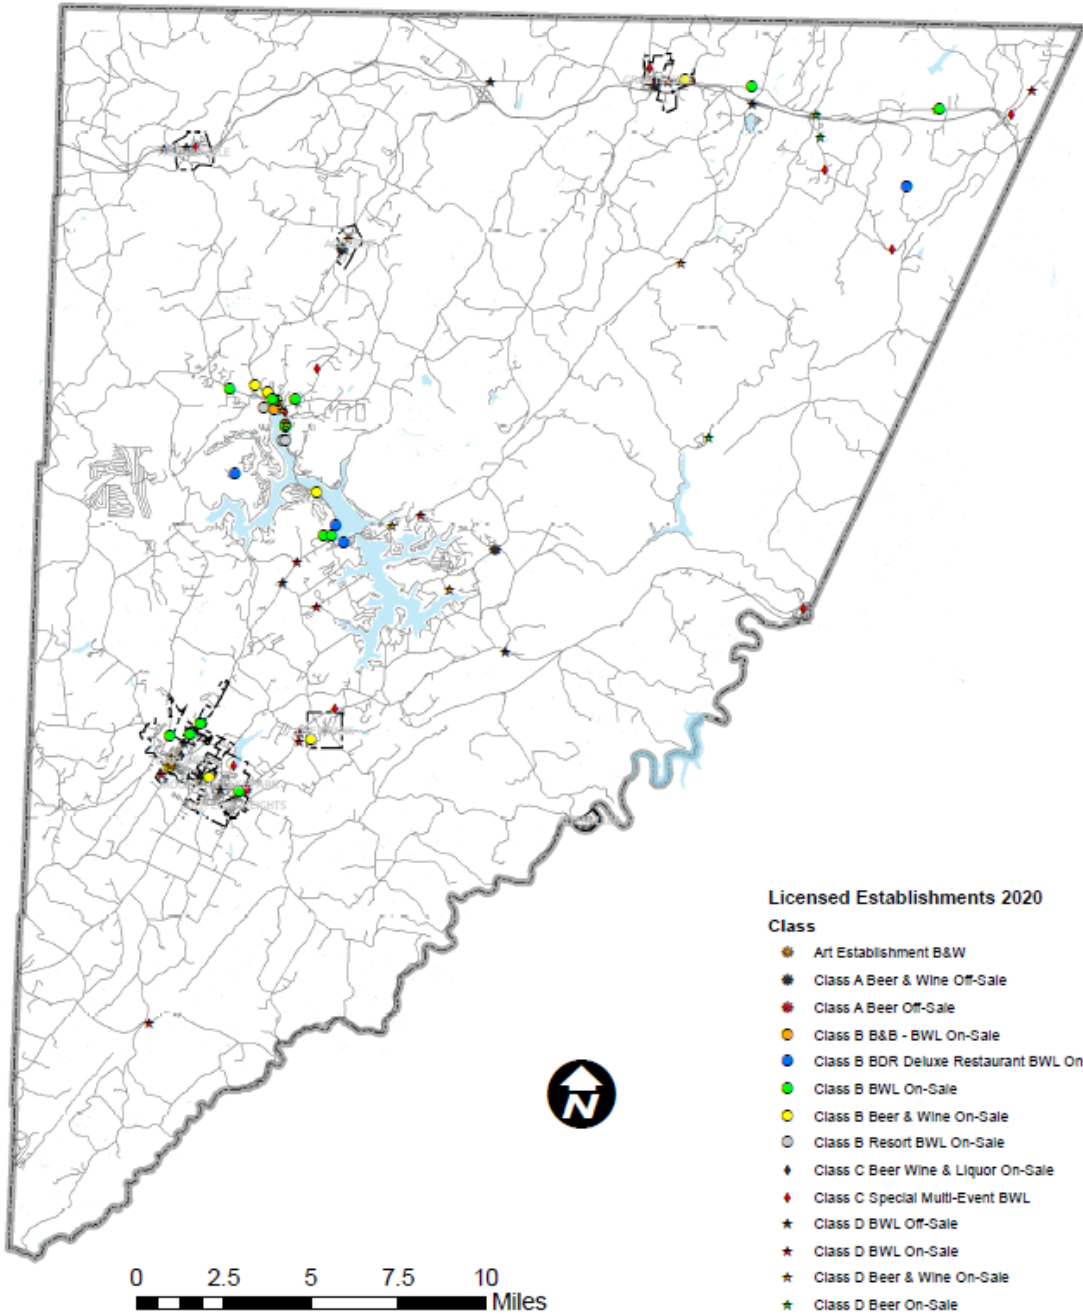 Licensed Establishments 2020
Class
Art Establishment B&W
Class A Beer & Wine Off-Sale
Class A Beer Off-Sale
Class B B&B - BWL On-Sale
Class B BDR Deluxe Restaurant BWL On
Class B BWL On-Sale
Class B Beer & Wine On-Sale
Class B Resort BWL On-Sale
Class C Beer Wine & Liquor On-Sale
Class C Special Multi-Event BWL
Class D BWL Off-Sale
Class D BWL On-Sale
Class D Beer & Wine On-Sale
Class D Beer On-Sale
N
0 2.5 5 7.5 10
Miles